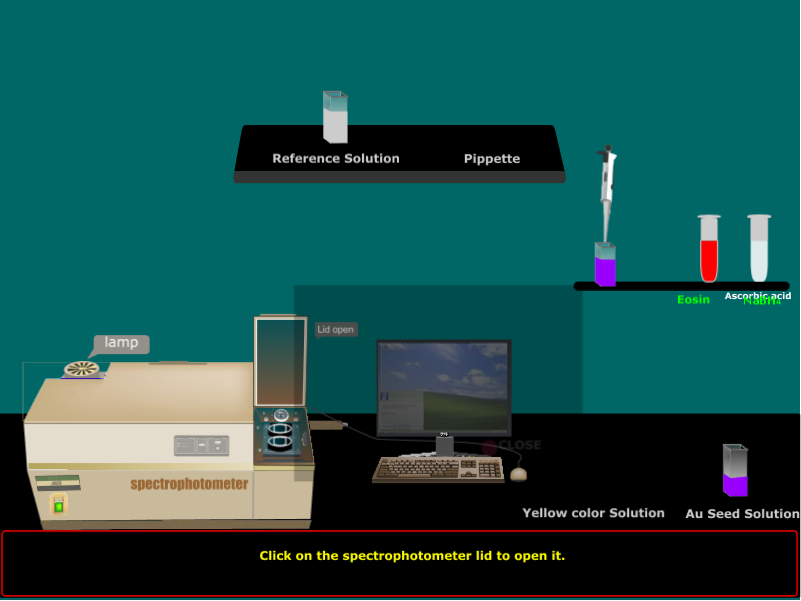 Reference Solution
Pippette
Eosin
Ascorbic acid
lamp
Lid open
CLOSE
spectrophotometer
Yellow color Solution
Au Seed Solution
Click on the spectrophotometer lid to open it.